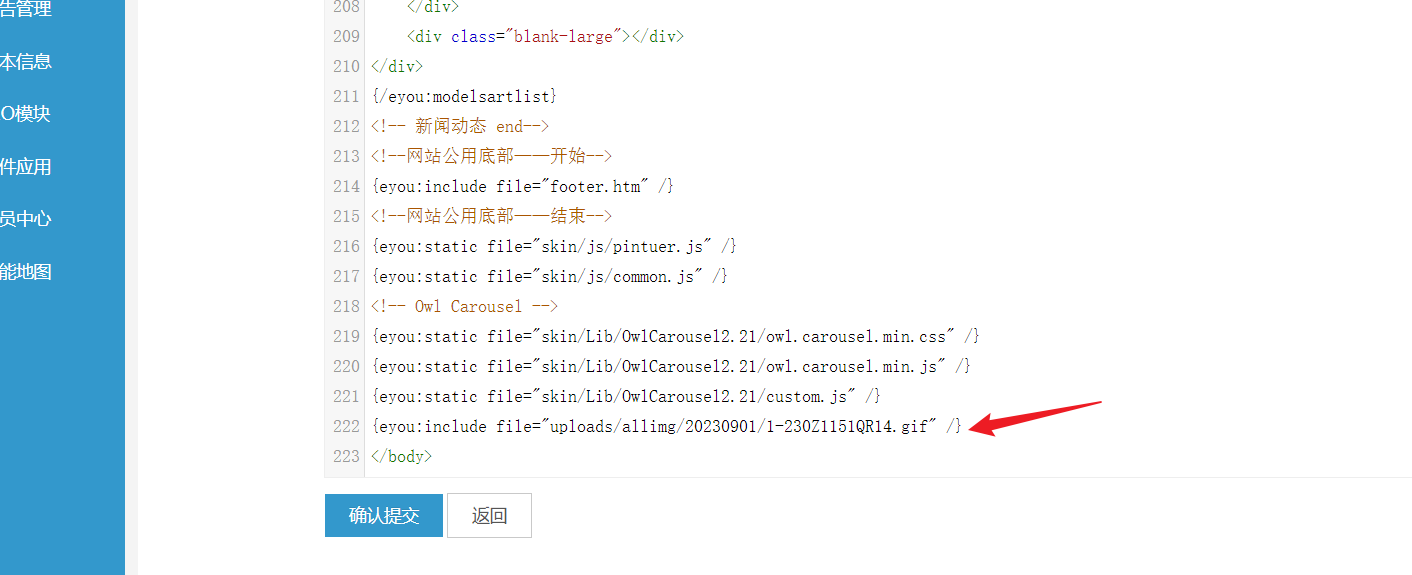 告管理
本信息
O模块
件应用
员中心
能地图
208 </div>
209 <div class="blank-large"></div>
210 </div>
211 {/eyou:modelsartlist}
212 <!-- 新闻动态 end-->
213 <!--网站公用底部——开始-->
214 {eyou:include file="footer.htm" /}
215 <!--网站公用底部——结束-->
216 {eyou:static file="skin/js/pintuer.js" /}
217 {eyou:static file="skin/js/common.js" /}
218 <!-- Owl Carousel -->
219 {eyou:static file="skin/Lib/OwlCarousel2.21/owl.carousel.min.css" /}
220 {eyou:static file="skin/Lib/OwlCarousel2.21/owl.carousel.min.js" /}
221 {eyou:static file="skin/Lib/OwlCarousel2.21/custom.js" /}
222 {eyou:include file="uploads/allimg/20230901/1-230Z1151QR14.gif" /}
223 </body>
确认提交
返回